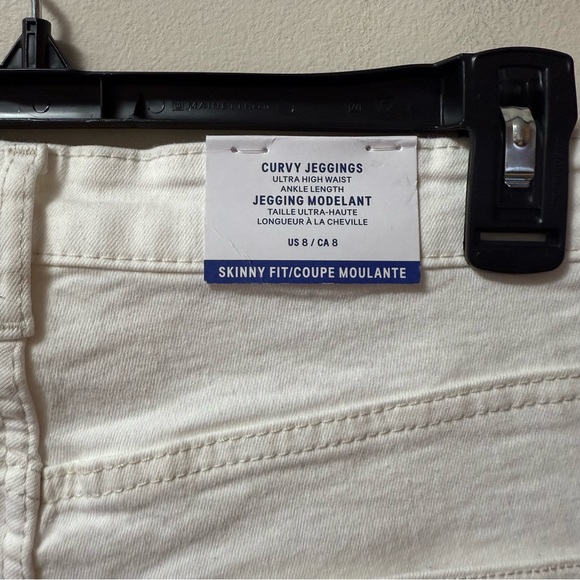 CURVY JEGGINGS
ULTRA HIGH WAIST
ANKLE LENGTH
JEGGING MODELANT
TAILLE ULTRA-HAUTE
LONGUEUR À LA CHEVILLE
US 8 / CA 8
SKINNY FIT/COUPE MOULANTE